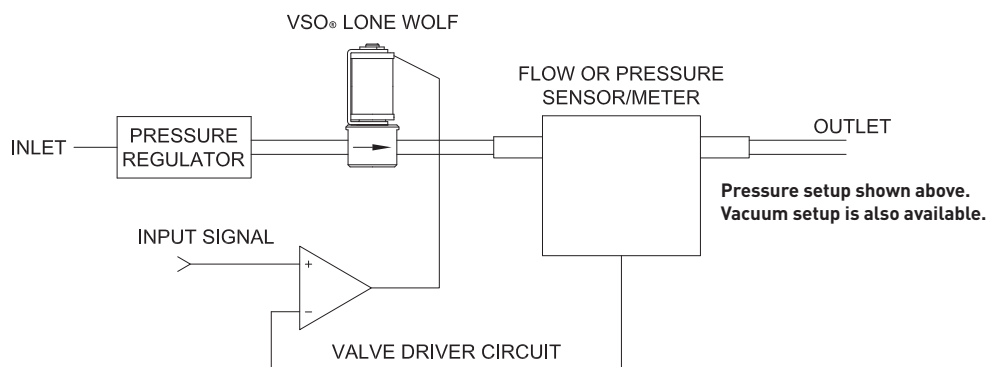 VSO® LONE WOLF
FLOW OR PRESSURE
SENSOR/METER
INLET
PRESSURE
REGULATOR
OUTLET
Pressure setup shown above.
Vacuum setup is also available.
INPUT SIGNAL
+
−
VALVE DRIVER CIRCUIT